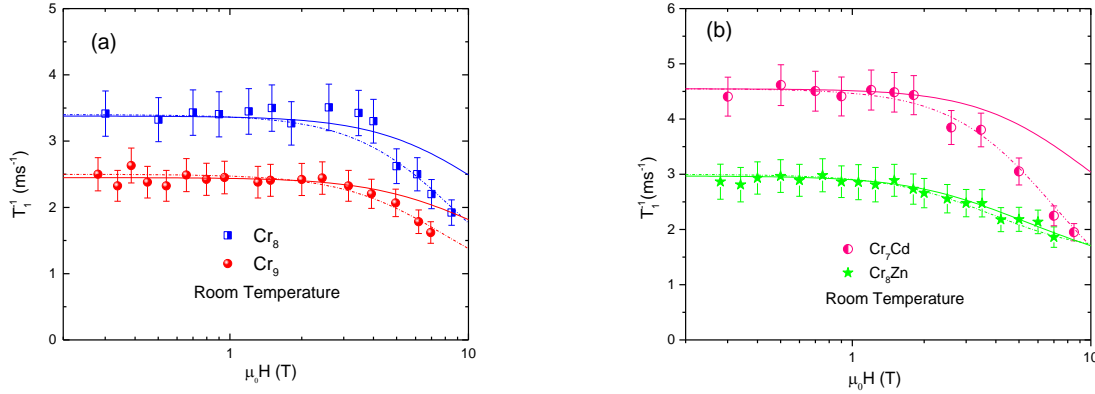 (a)
T₁⁻¹ (ms⁻¹)
5
4
3
2
1
0
Cr₈
Cr₉
Room Temperature
1
10
μ₀H (T)
(b)
T₁⁻¹ (ms⁻¹)
6
5
4
3
2
1
0
Cr₇Cd
Cr₈Zn
Room Temperature
1
10
μ₀H (T)